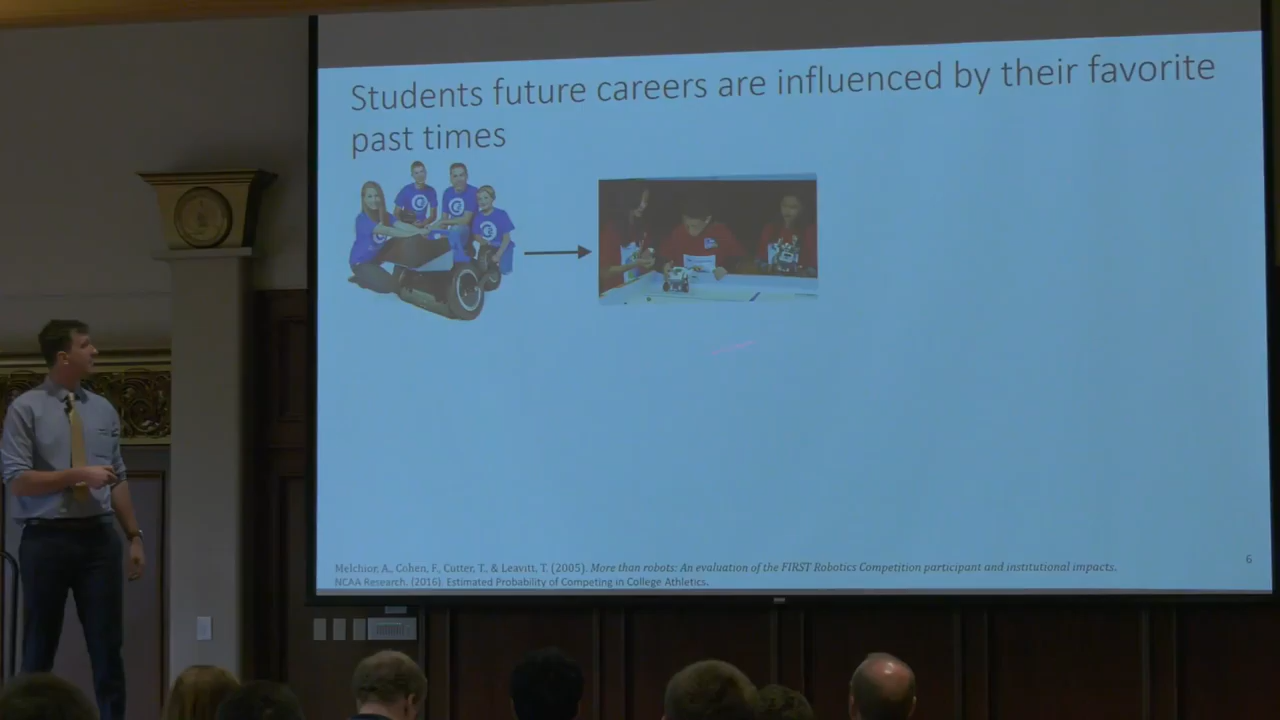 Students future careers are influenced by their favorite
past times
Melchior, A., Cohen, F., Cutter, T., & Leavitt, T. (2005). More than robots: An evaluation of the FIRST Robotics Competition participant and institutional impacts.
NCAA Research. (2016). Estimated Probability of Competing in College Athletics.
6